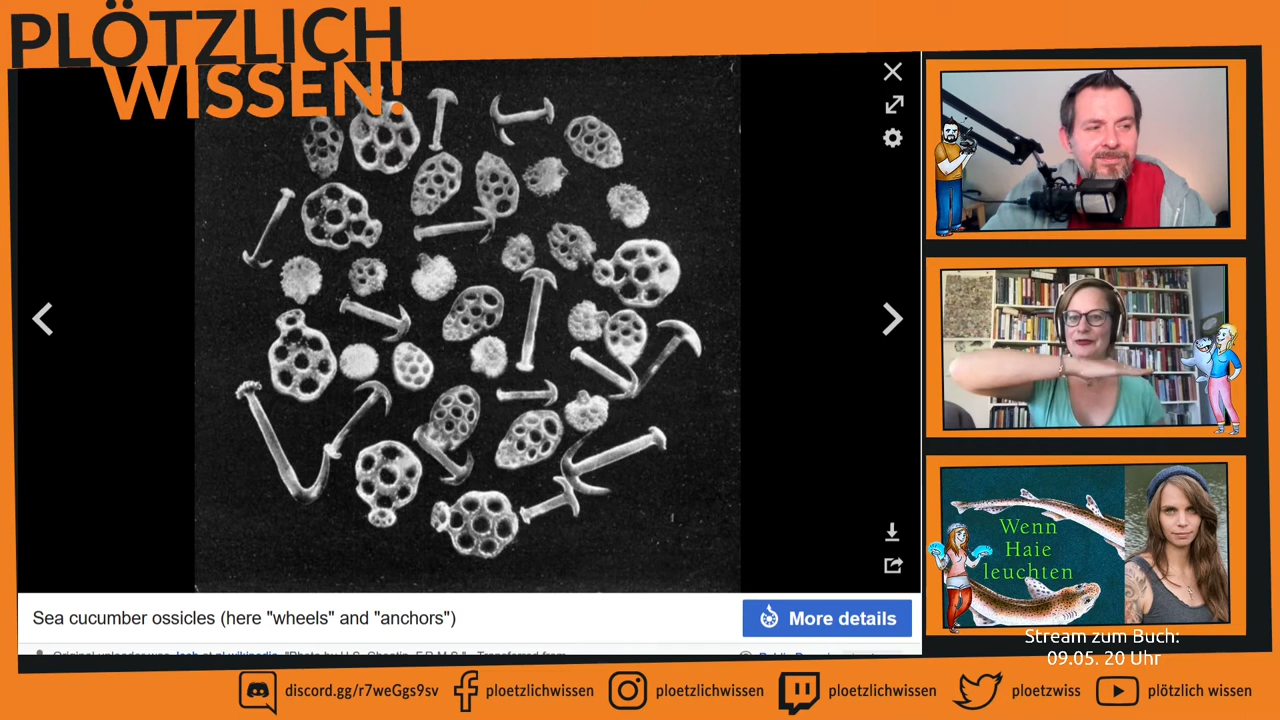 PLÖTZLICH
WISSEN!
Sea cucumber ossicles (here "wheels" and "anchors")
More details
Wenn
Haie
leuchten
Stream zum Buch:
09.05. 20 Uhr
discord.gg/r7weGgs9sv
ploetzlichwissen
ploetzlichwissen
ploetzlichwissen
ploetzwiss
plötzlich wissen